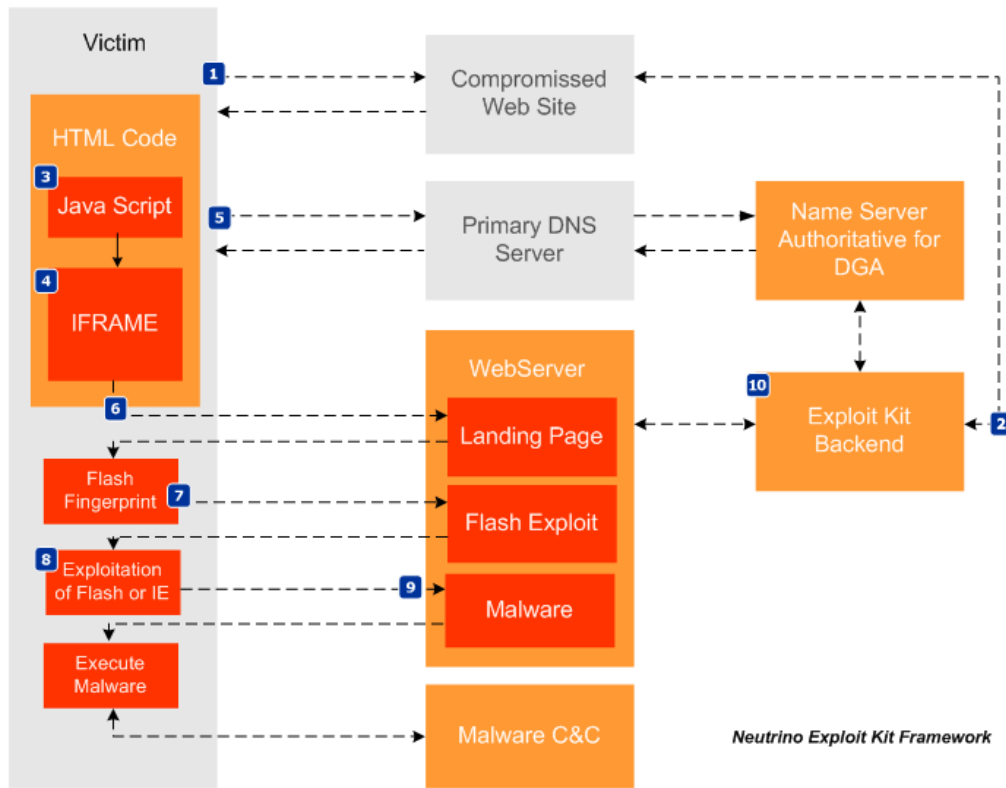 Victim
1
Compromissed
Web Site
HTML Code
3
Java Script
4
IFRAME
5
Primary DNS
Server
Name Server
Authoritative for
DGA
6
WebServer
Landing Page
10
Exploit Kit
Backend
2
Flash
Fingerprint
7
Flash Exploit
8
Exploitation
of Flash or IE
9
Malware
Execute
Malware
Malware C&C
Neutrino Exploit Kit Framework